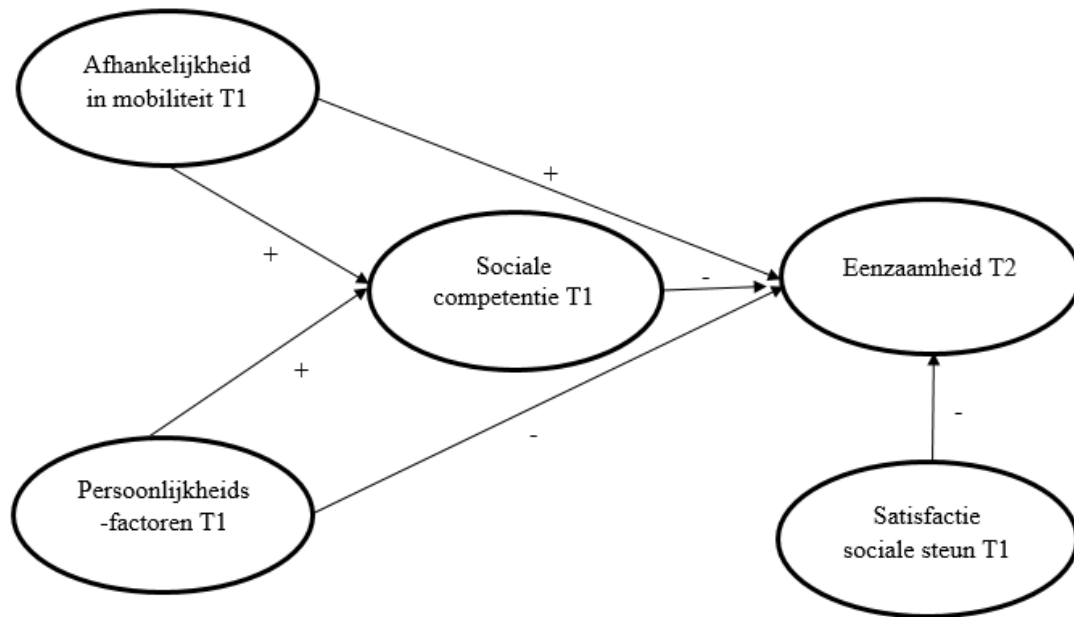 Afhankelijkheid
in mobiliteit T1
+
+
Sociale
competentie T1
-
Eenzaamheid T2
+
-
-
Persoonlijkheids
-factoren T1
Satisfactie
sociale steun T1